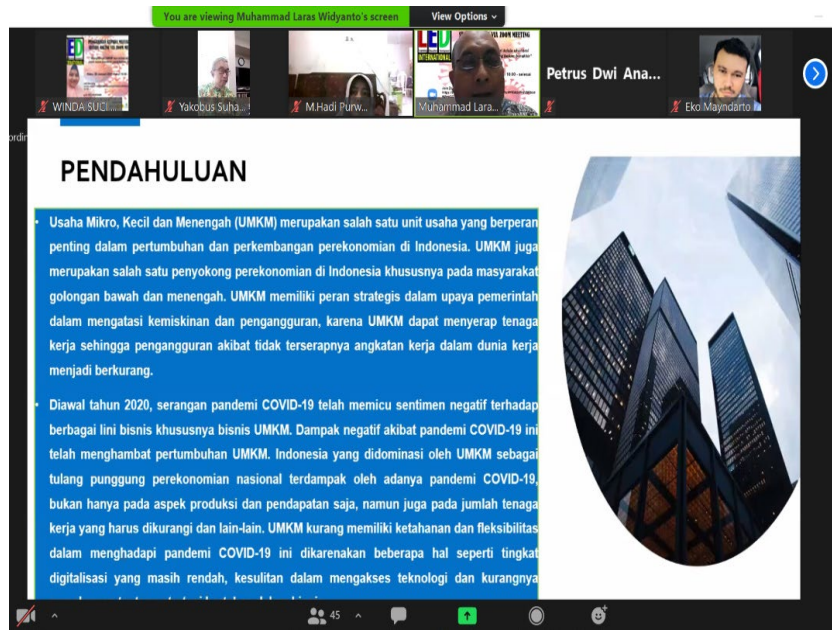 You are viewing Muhammad Laras Widyanto's screen
View Options
LED
INTERNATIONAL
VIA ZOOM MEETING
WINDA SUCI ...
Yakobus Suha...
M.Hadi Purw...
Muhammad Lara...
Petrus Dwi Ana...
Eko Mayndarto
ordin
PENDAHULUAN
• Usaha Mikro, Kecil dan Menengah (UMKM) merupakan salah satu unit usaha yang berperan
penting dalam pertumbuhan dan perkembangan perekonomian di Indonesia. UMKM juga
merupakan salah satu penyokong perekonomian di Indonesia khususnya pada masyarakat
golongan bawah dan menengah. UMKM memiliki peran strategis dalam upaya pemerintah
dalam mengatasi kemiskinan dan pengangguran, karena UMKM dapat menyerap tenaga
kerja sehingga pengangguran akibat tidak terserapnya angkatan kerja dalam dunia kerja
menjadi berkurang.
• Diawal tahun 2020, serangan pandemi COVID-19 telah memicu sentimen negatif terhadap
berbagai lini bisnis khususnya bisnis UMKM. Dampak negatif akibat pandemi COVID-19 ini
telah menghambat pertumbuhan UMKM. Indonesia yang didominasi oleh UMKM sebagai
tulang punggung perekonomian nasional terdampak oleh adanya pandemi COVID-19,
bukan hanya pada aspek produksi dan pendapatan saja, namun juga pada jumlah tenaga
kerja yang harus dikurangi dan lain-lain. UMKM kurang memiliki ketahanan dan fleksibilitas
dalam menghadapi pandemi COVID-19 ini dikarenakan beberapa hal seperti tingkat
digitalisasi yang masih rendah, kesulitan dalam mengakses teknologi dan kurangnya
45